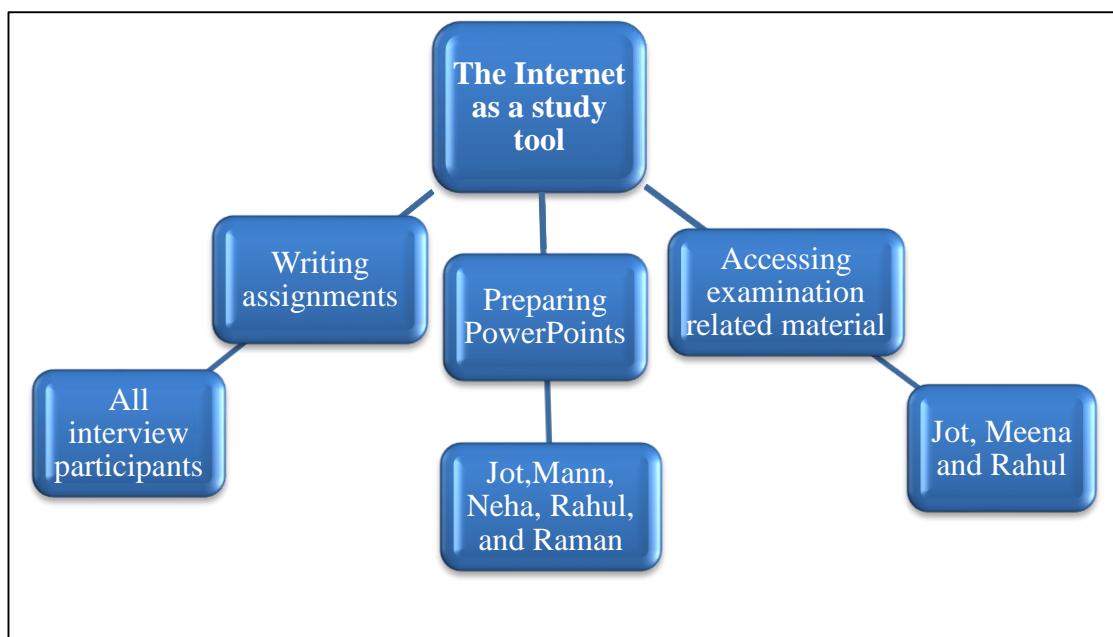 The Internet
as a study
tool
Writing
assignments
Preparing
PowerPoints
Accessing
examination
related material
All
interview
participants
Jot,Mann,
Neha, Rahul,
and Raman
Jot, Meena
and Rahul